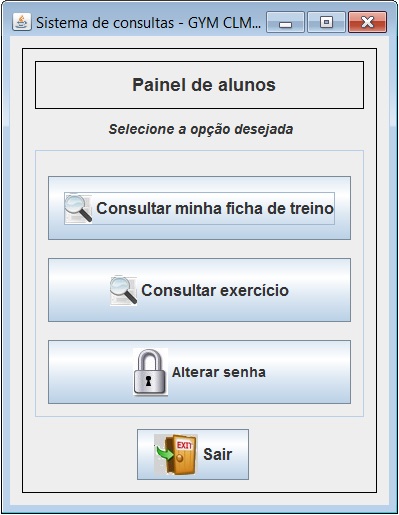 Sistema de consultas - GYM CLM...
Painel de alunos
Selecione a opção desejada
Consultar minha ficha de treino
Consultar exercício
Alterar senha
EXIT
Sair